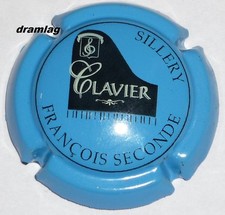 dramlag
SILLERY
CLAVIER
FRANÇOIS SECONDE